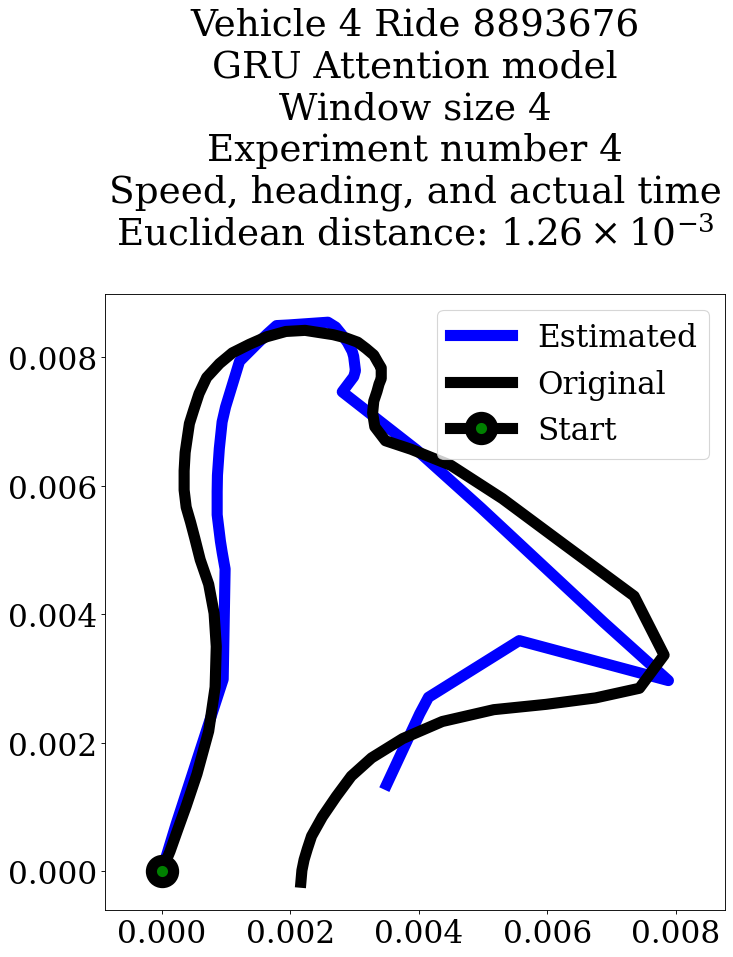 Vehicle 4 Ride 8893676
GRU Attention model
Window size 4
Experiment number 4
Speed, heading, and actual time
Euclidean distance: 1.26 × 10⁻³
Estimated
Original
Start
0.008
0.006
0.004
0.002
0.000
0.000 0.002 0.004 0.006 0.008